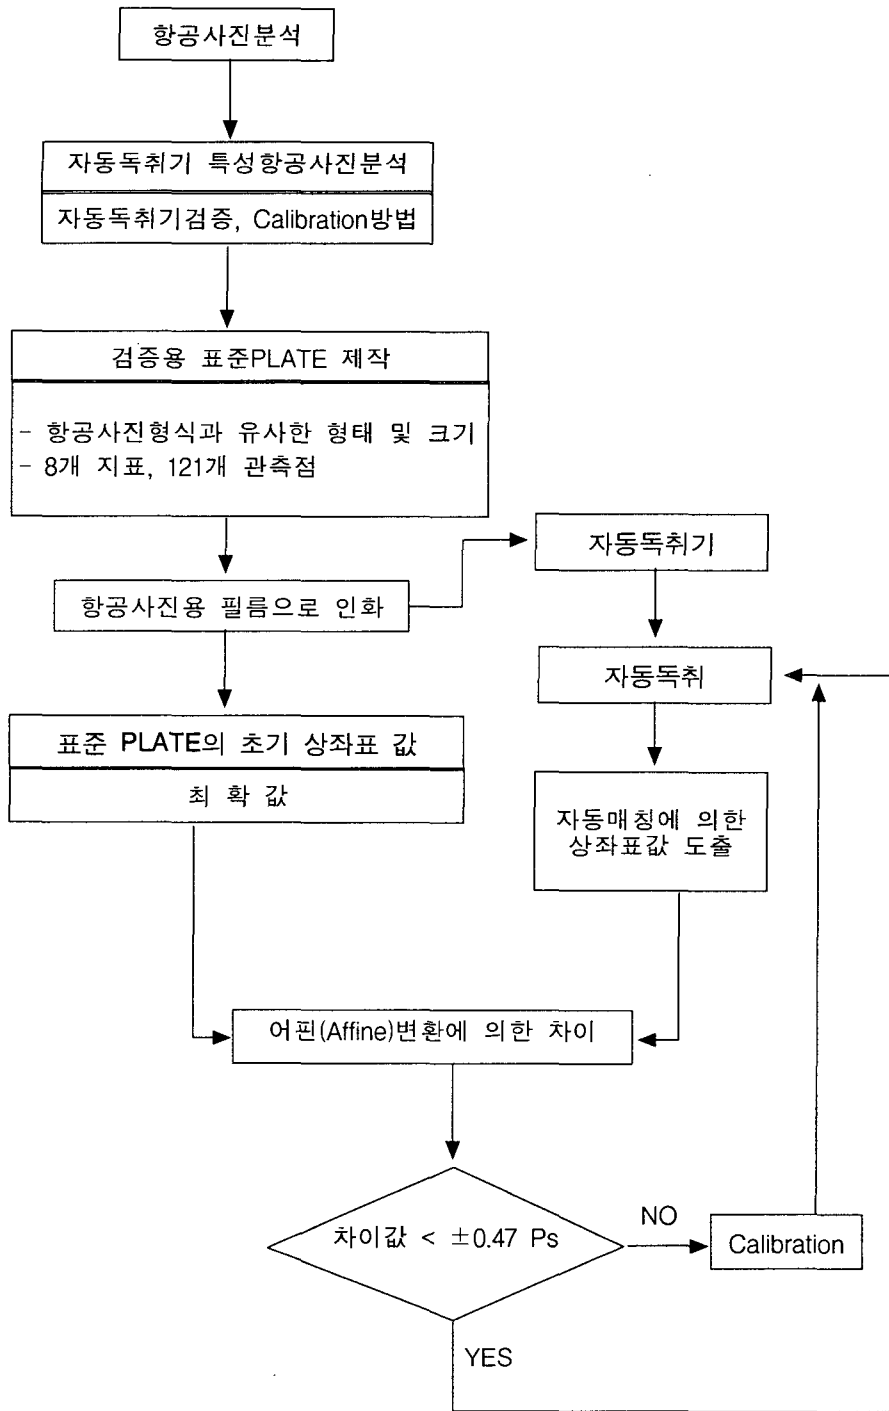 항공사진분석
자동독취기 특성항공사진분석
자동독취기검증, Calibration방법
검증용 표준PLATE 제작
- 항공사진형식과 유사한 형태 및 크기
- 8개 지표, 121개 관측점
자동독취기
항공사진용 필름으로 인화
자동독취
표준 PLATE의 초기 상좌표 값
최 확 값
자동매칭에 의한
상좌표값 도출
어핀(Affine)변환에 의한 차이
차이값 < ±0.47 Ps
NO
Calibration
YES